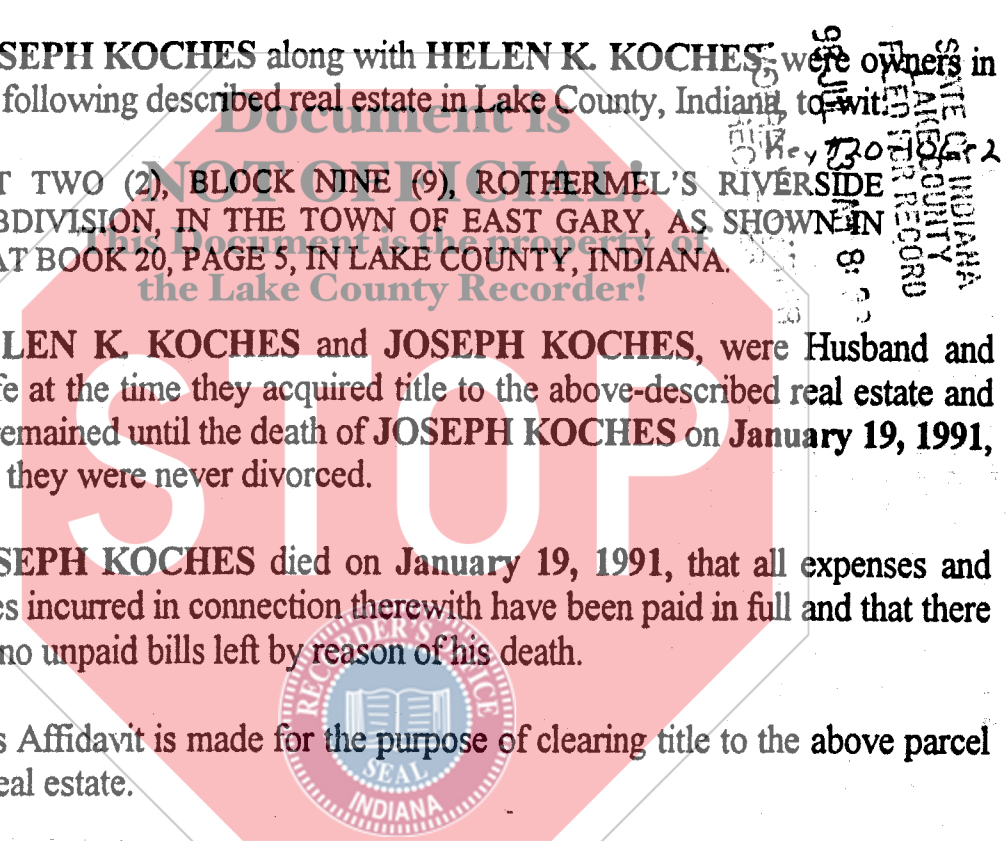 SEPH KOCHES along with HELEN K. KOCHES, were owners in
following described real estate in Lake County, Indiana, to wit:
Document is
NOT OFFICIAL!
This Document is the property of
the Lake County Recorder!
STATE OF INDIANA
LAKE COUNTY
FILED FOR RECORD
Key
T TWO (2), BLOCK NINE (9), ROTHERMEL'S RIVERSIDE
BDIVISION, IN THE TOWN OF EAST GARY, AS SHOWN IN
AT BOOK 20, PAGE 5, IN LAKE COUNTY, INDIANA.
LEN K. KOCHES and JOSEPH KOCHES, were Husband and
fe at the time they acquired title to the above-described real estate and
remained until the death of JOSEPH KOCHES on January 19, 1991,
they were never divorced.
STOP
SEPH KOCHES died on January 19, 1991, that all expenses and
es incurred in connection therewith have been paid in full and that there
no unpaid bills left by reason of his death.
RECORDER'S OFFICE
SEAL
INDIANA
s Affidavit is made for the purpose of clearing title to the above parcel
eal estate.